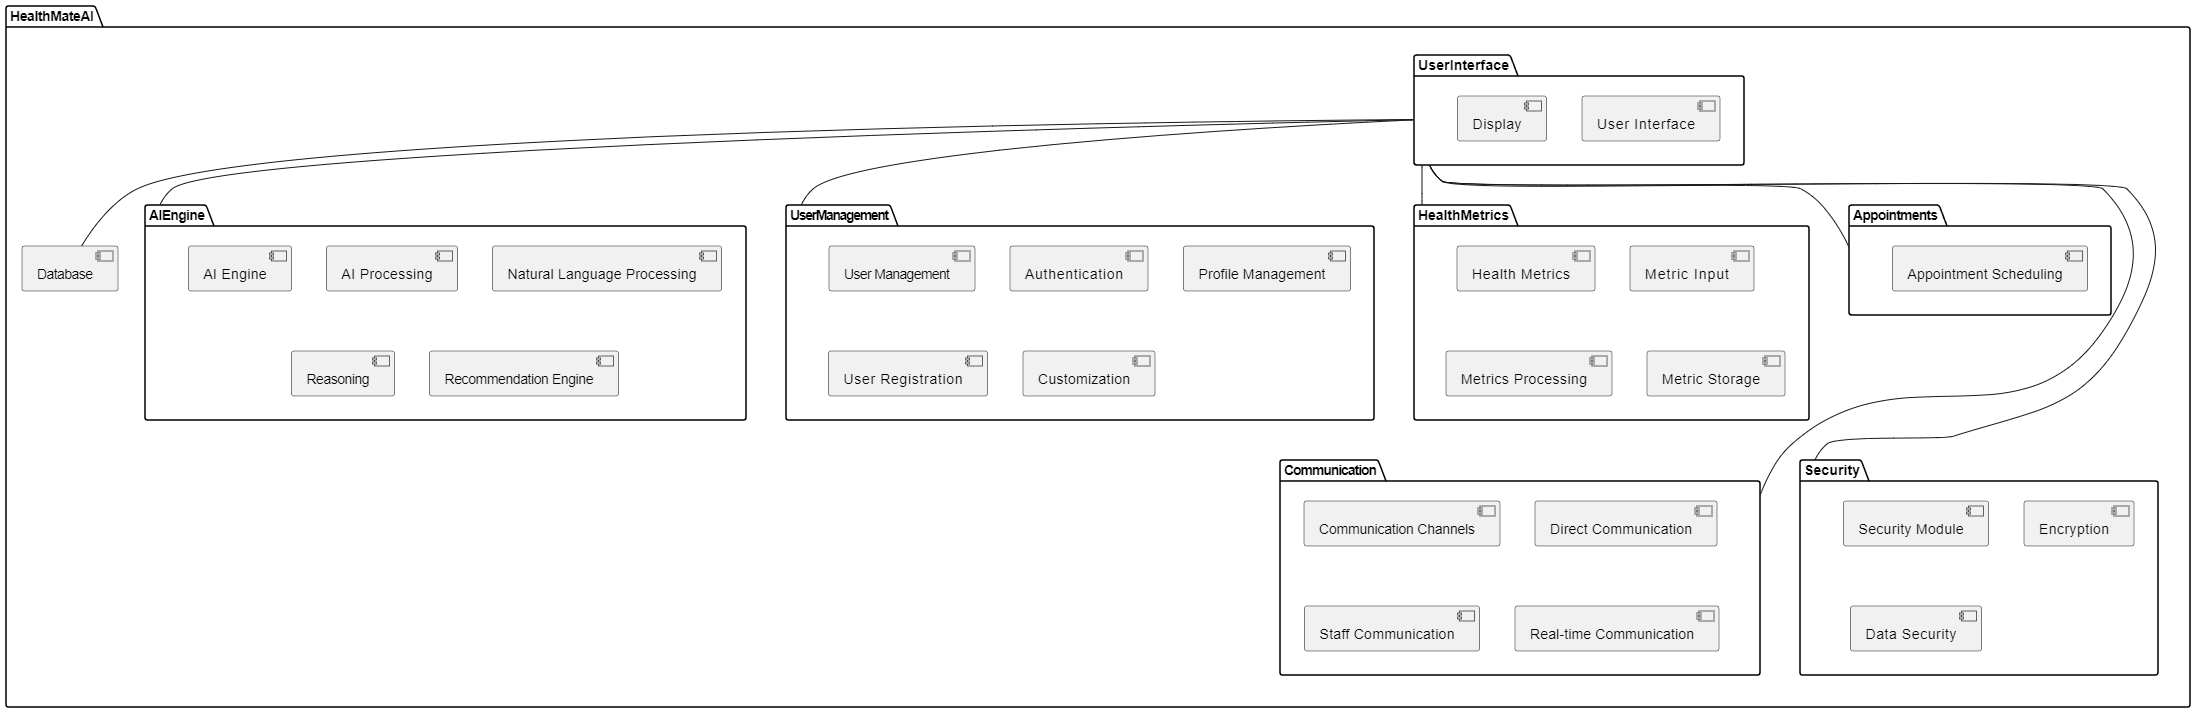 HealthMateAI
UserInterface
Display
User Interface
AIEngine
UserManagement
HealthMetrics
Appointments
Database
AI Engine
AI Processing
Natural Language Processing
User Management
Authentication
Profile Management
Health Metrics
Metric Input
Appointment Scheduling
Reasoning
Recommendation Engine
User Registration
Customization
Metrics Processing
Metric Storage
Communication
Security
Communication Channels
Direct Communication
Security Module
Encryption
Staff Communication
Real-time Communication
Data Security